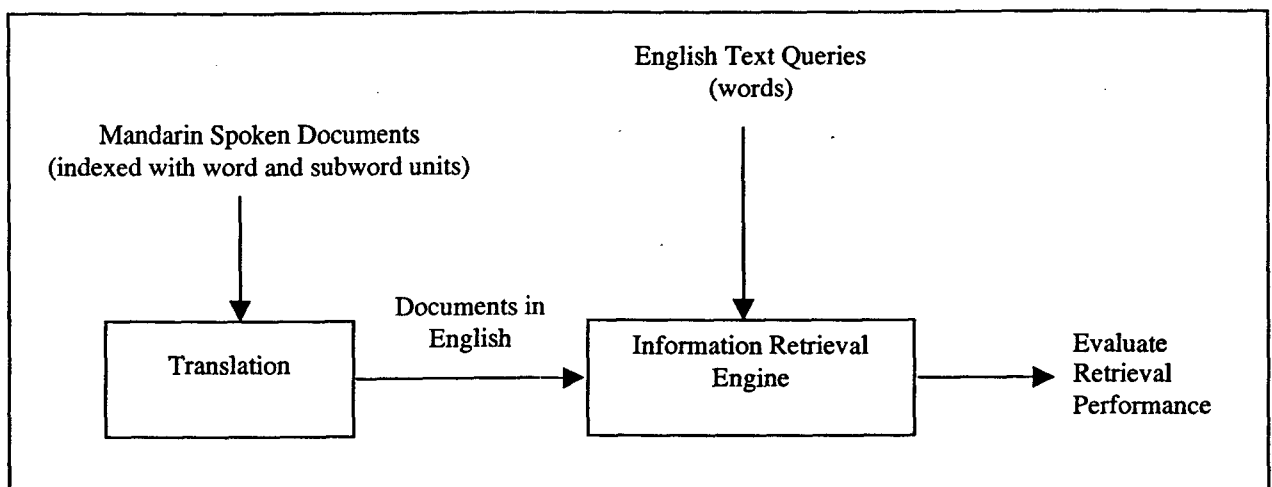 English Text Queries
(words)
Mandarin Spoken Documents
(indexed with word and subword units)
Documents in
English
Translation
Information Retrieval
Engine
Evaluate
Retrieval
Performance